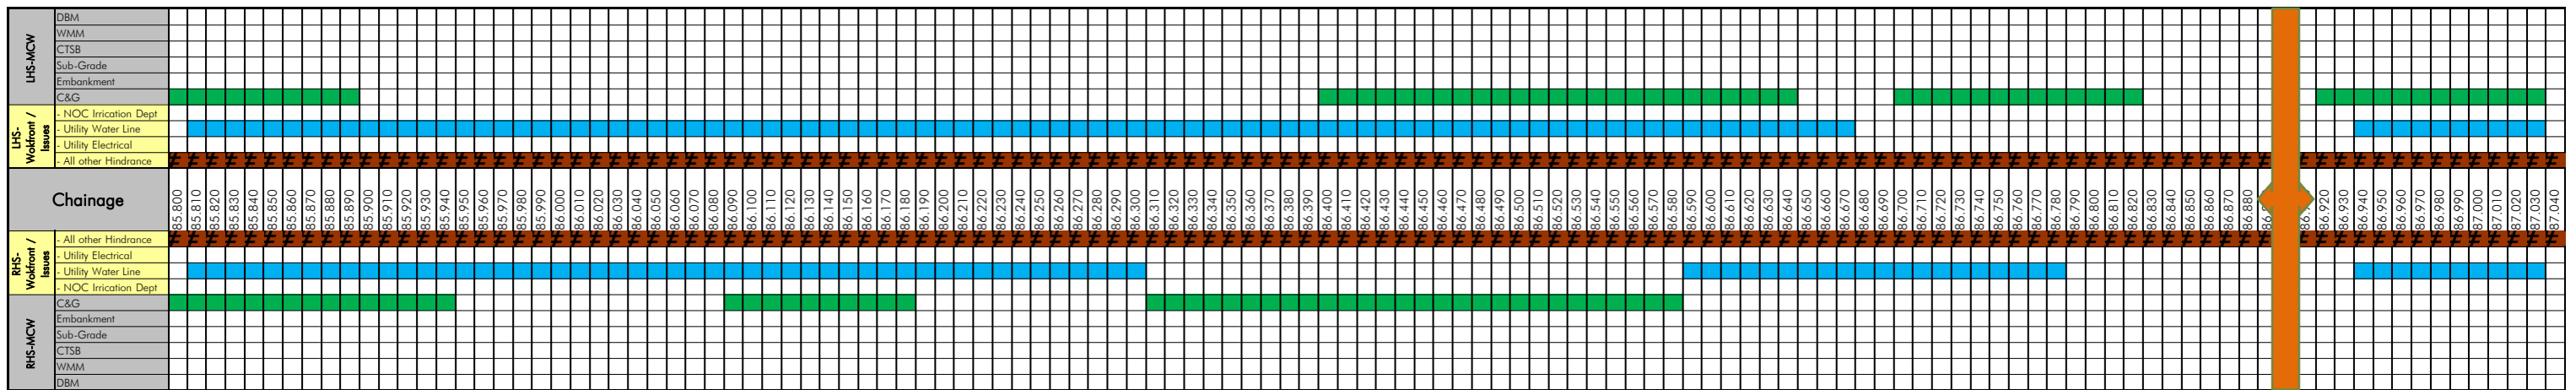 LHS-MCW
DBM
WMM
CTSB
Sub-Grade
Embankment
C&G
LHS-
Wokfront /
Issues
- NOC Irrication Dept
- Utility Water Line
- Utility Electrical
- All other Hindrance
Chainage
85.800 85.810 85.820 85.830 85.840 85.850 85.860 85.870 85.880 85.890 85.900 85.910 85.920 85.930 85.940 85.950 85.960 85.970 85.980 85.990 86.000 86.010 86.020 86.030 86.040 86.050 86.060 86.070 86.080 86.090 86.100 86.110 86.120 86.130 86.140 86.150 86.160 86.170 86.180 86.190 86.200 86.210 86.220 86.230 86.240 86.250 86.260 86.270 86.280 86.290 86.300 86.310 86.320 86.330 86.340 86.350 86.360 86.370 86.380 86.390 86.400 86.410 86.420 86.430 86.440 86.450 86.460 86.470 86.480 86.490 86.500 86.510 86.520 86.530 86.540 86.550 86.560 86.570 86.580 86.590 86.600 86.610 86.620 86.630 86.640 86.650 86.660 86.670 86.680 86.690 86.700 86.710 86.720 86.730 86.740 86.750 86.760 86.770 86.780 86.790 86.800 86.810 86.820 86.830 86.840 86.850 86.860 86.870 86.880 86.920 86.930 86.940 86.950 86.960 86.970 86.980 86.990 87.000 87.010 87.020 87.030 87.040
RHS-
Wokfront /
Issues
- All other Hindrance
- Utility Electrical
- Utility Water Line
- NOC Irrication Dept
RHS-MCW
C&G
Embankment
Sub-Grade
CTSB
WMM
DBM